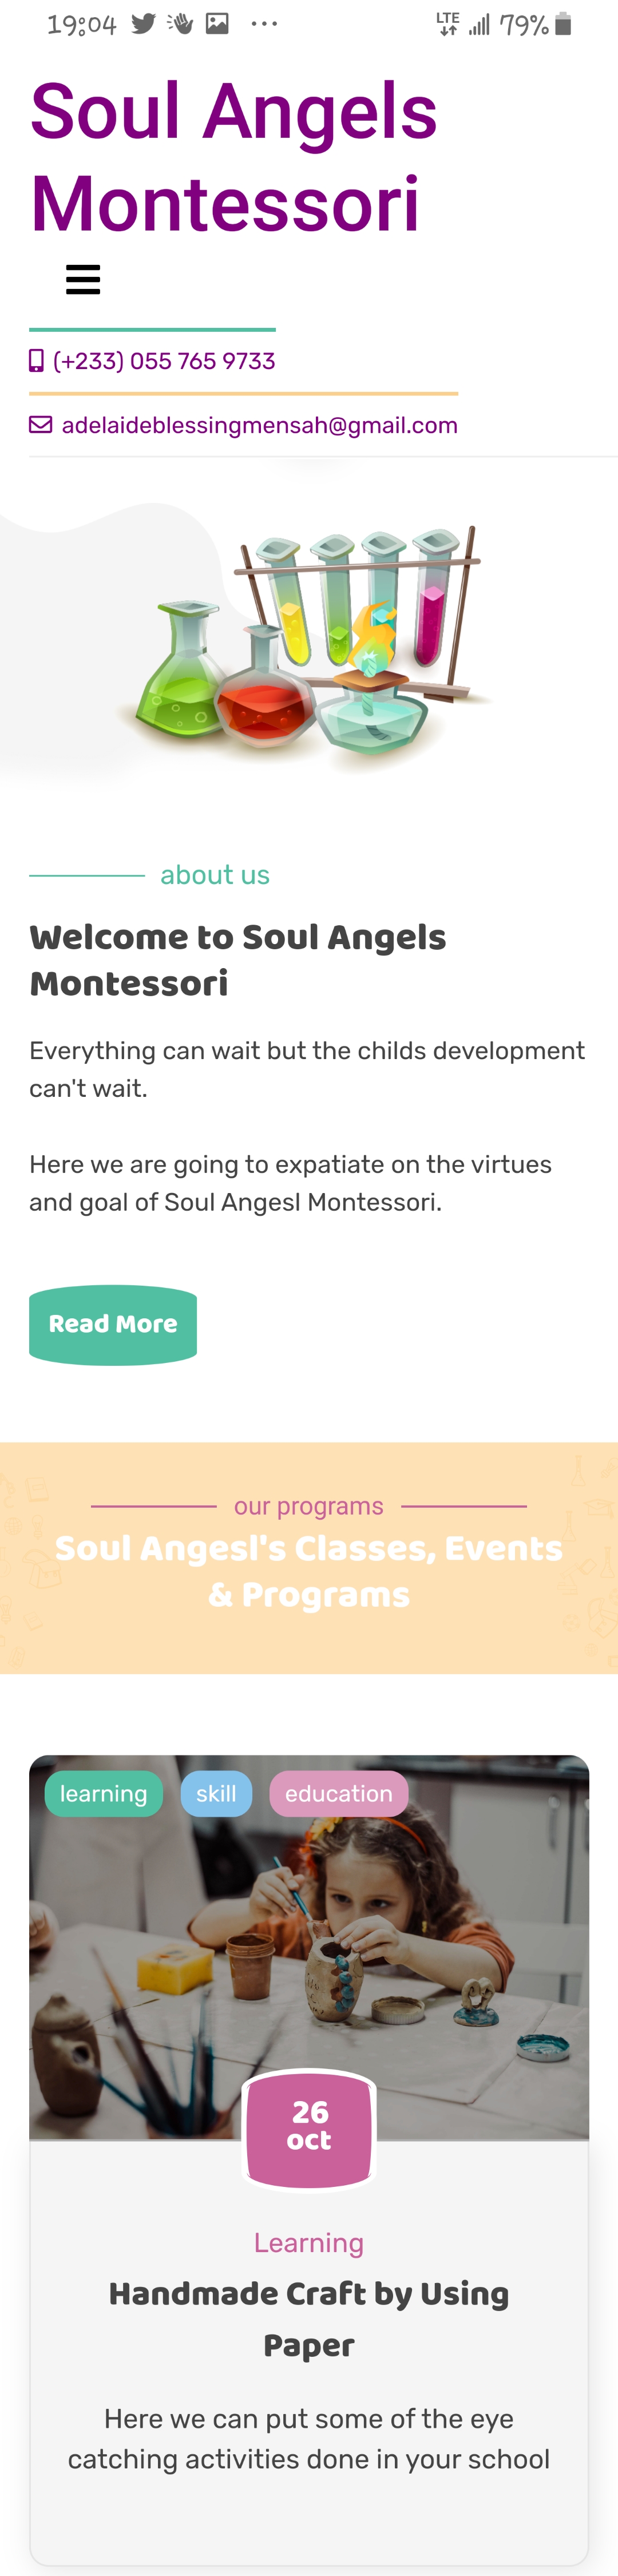 19:04 LTE 79%
Soul Angels
Montessori
(+233) 055 765 9733
adelaideblessingmensah@gmail.com
about us
Welcome to Soul Angels
Montessori
Everything can wait but the childs development
can't wait.
Here we are going to expatiate on the virtues
and goal of Soul Angesl Montessori.
Read More
our programs
Soul Angesl's Classes, Events
& Programs
learning skill education
26
oct
Learning
Handmade Craft by Using
Paper
Here we can put some of the eye
catching activities done in your school